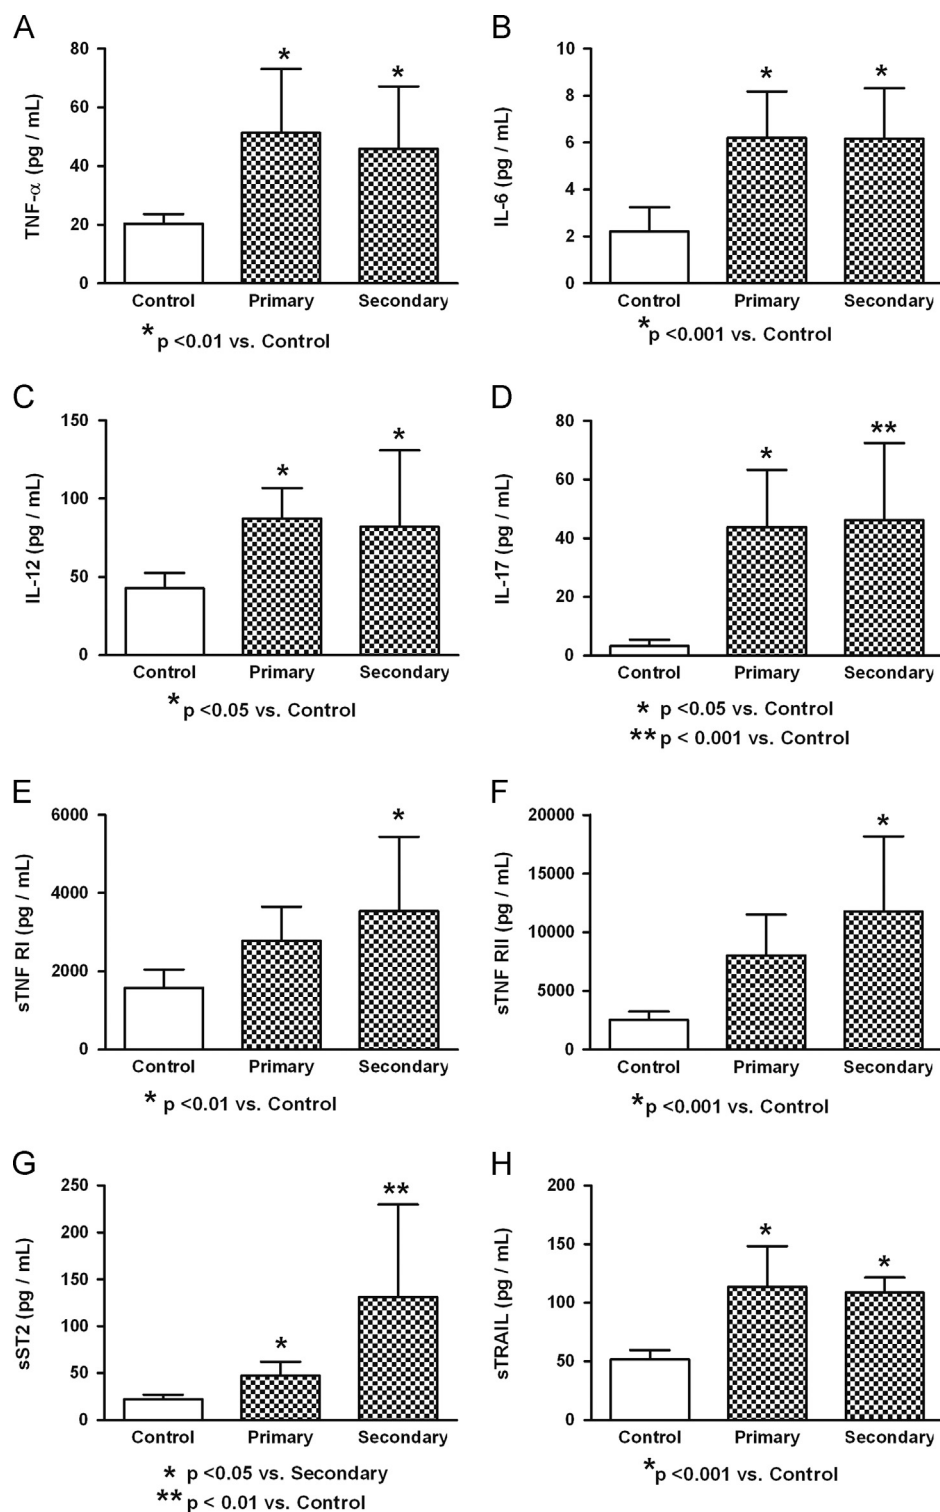 A
TNF-α (pg / mL)
80
60
40
20
0
*
*
Control Primary Secondary
* p <0.01 vs. Control
B
IL-6 (pg / mL)
10
8
6
4
2
0
*
*
Control Primary Secondary
*p <0.001 vs. Control
C
IL-12 (pg / mL)
150
100
50
0
*
*
Control Primary Secondary
*p <0.05 vs. Control
D
IL-17 (pg / mL)
80
60
40
20
0
*
**
Control Primary Secondary
* p <0.05 vs. Control
**p < 0.001 vs. Control
E
sTNF RI (pg / mL)
6000
4000
2000
0
*
Control Primary Secondary
* p <0.01 vs. Control
F
sTNF RII (pg / mL)
20000
15000
10000
5000
0
*
Control Primary Secondary
*p <0.001 vs. Control
G
sST2 (pg / mL)
250
200
150
100
50
0
*
**
Control Primary Secondary
* p <0.05 vs. Secondary
** p < 0.01 vs. Control
H
sTRAIL (pg / mL)
200
150
100
50
0
*
*
Control Primary Secondary
*p <0.001 vs. Control